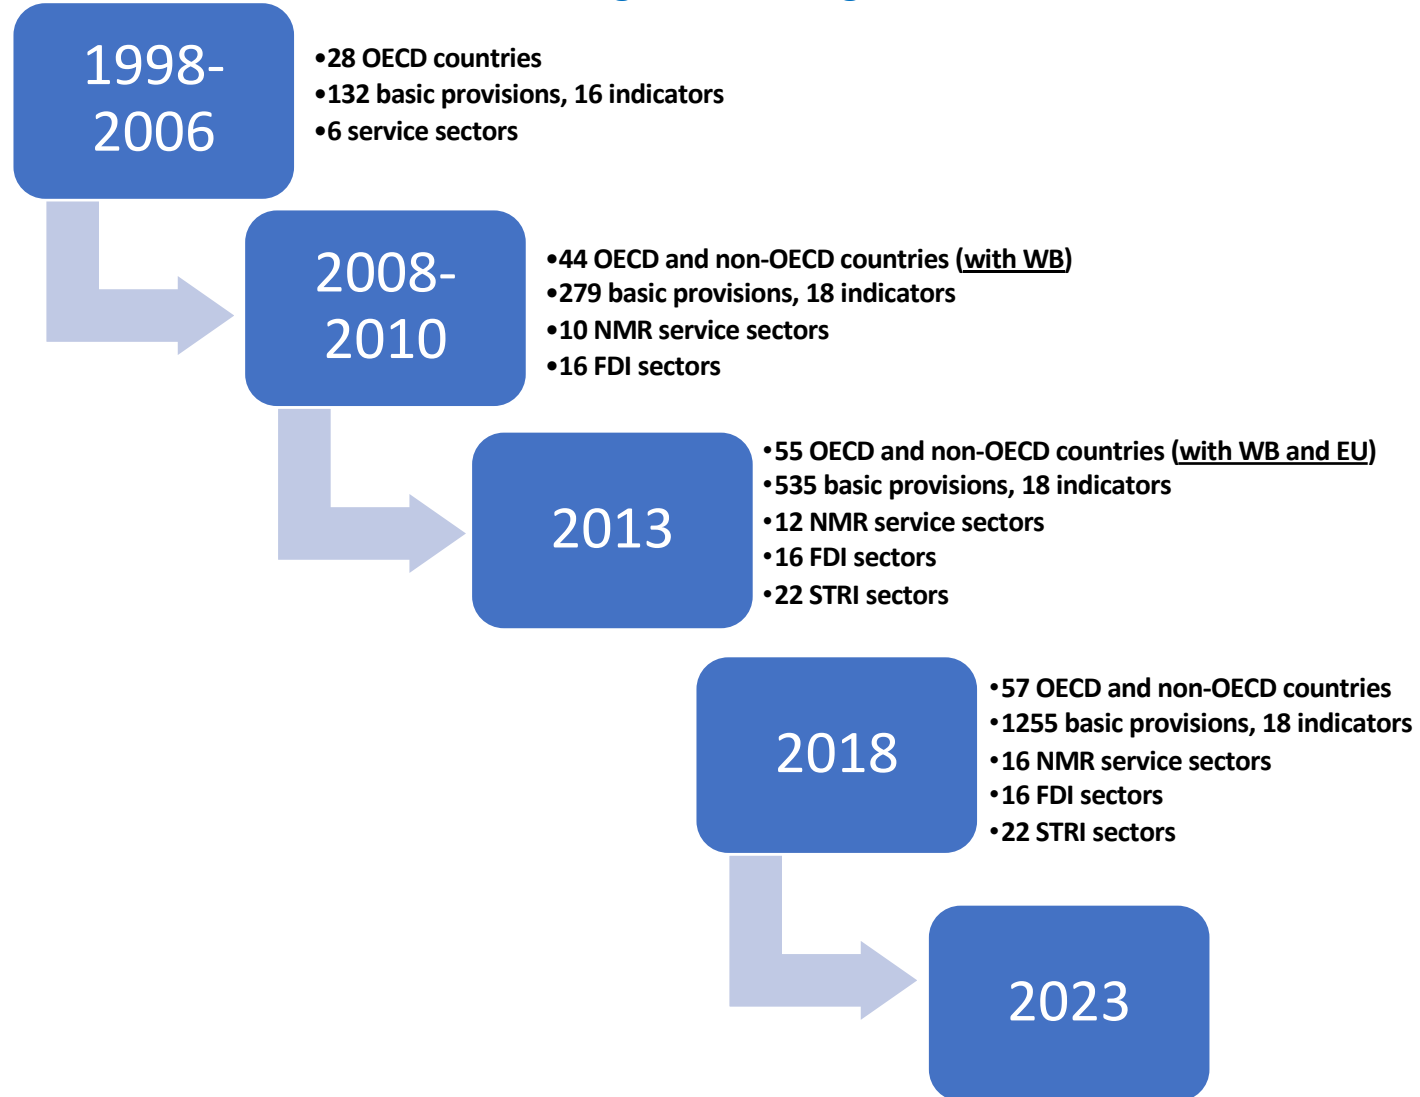 1998-
2006
•28 OECD countries
•132 basic provisions, 16 indicators
•6 service sectors
2008-
2010
•44 OECD and non-OECD countries (with WB)
•279 basic provisions, 18 indicators
•10 NMR service sectors
•16 FDI sectors
2013
•55 OECD and non-OECD countries (with WB and EU)
•535 basic provisions, 18 indicators
•12 NMR service sectors
•16 FDI sectors
•22 STRI sectors
2018
•57 OECD and non-OECD countries
•1255 basic provisions, 18 indicators
•16 NMR service sectors
•16 FDI sectors
•22 STRI sectors
2023